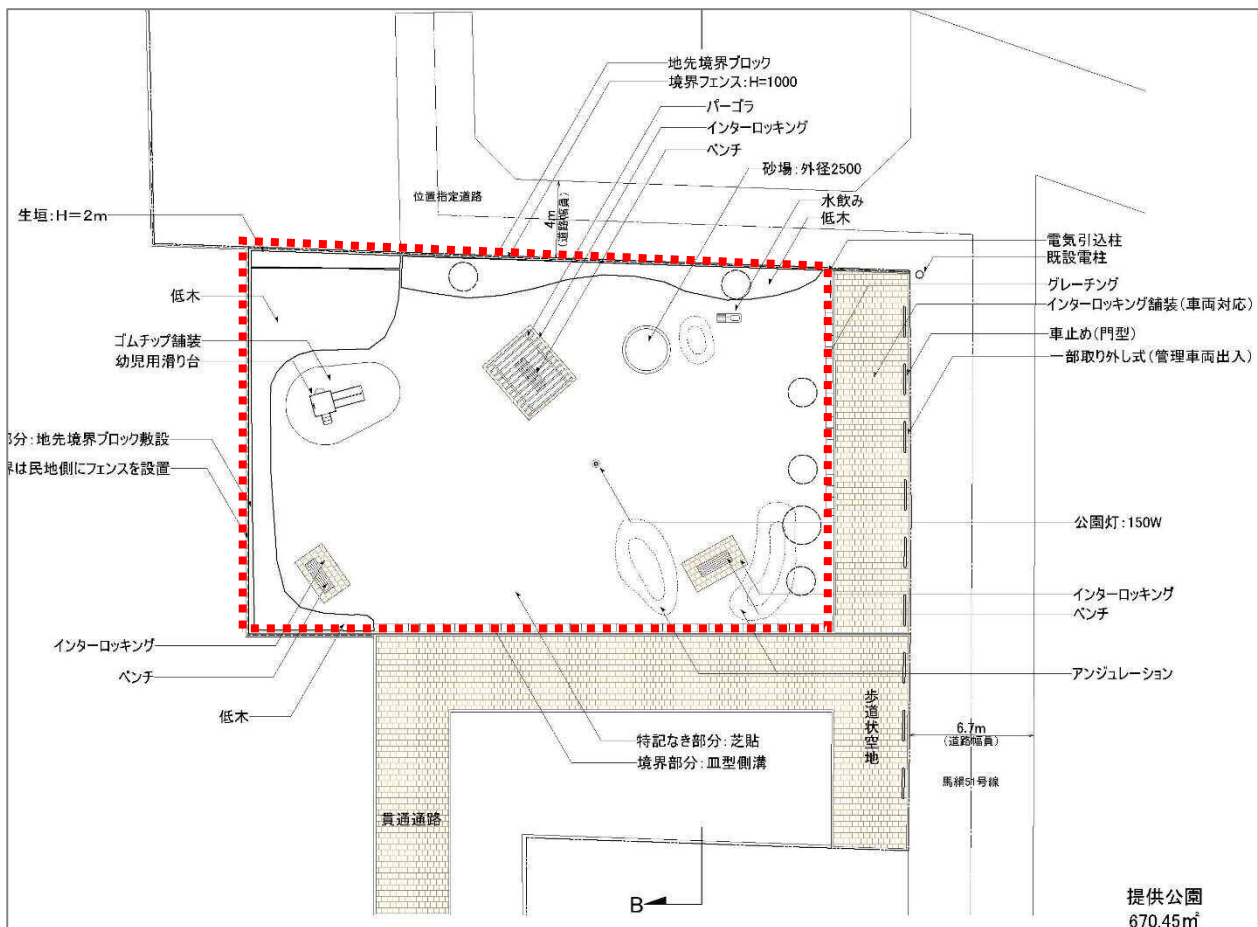 地先境界ブロック
境界フェンス:H=1000
パーゴラ
インターロッキング
ベンチ
砂場:外径2500
水飲み
低木
位置指定道路
4m
(道路幅員)
生垣:H=2m
電気引込柱
既設電柱
グレーチング
インターロッキング舗装(車両対応)
車止め(門型)
一部取り外し式(管理車両出入)
低木
ゴムチップ舗装
幼児用滑り台
部分:地先境界ブロック敷設
界は民地側にフェンスを設置
公園灯:150W
インターロッキング
ベンチ
インターロッキング
ベンチ
低木
アンジュレーション
特記なき部分:芝貼
境界部分:皿型側溝
歩道状空地
6.7m
(道路幅員)
馬絹51号線
貫通通路
B
提供公園
670.45㎡